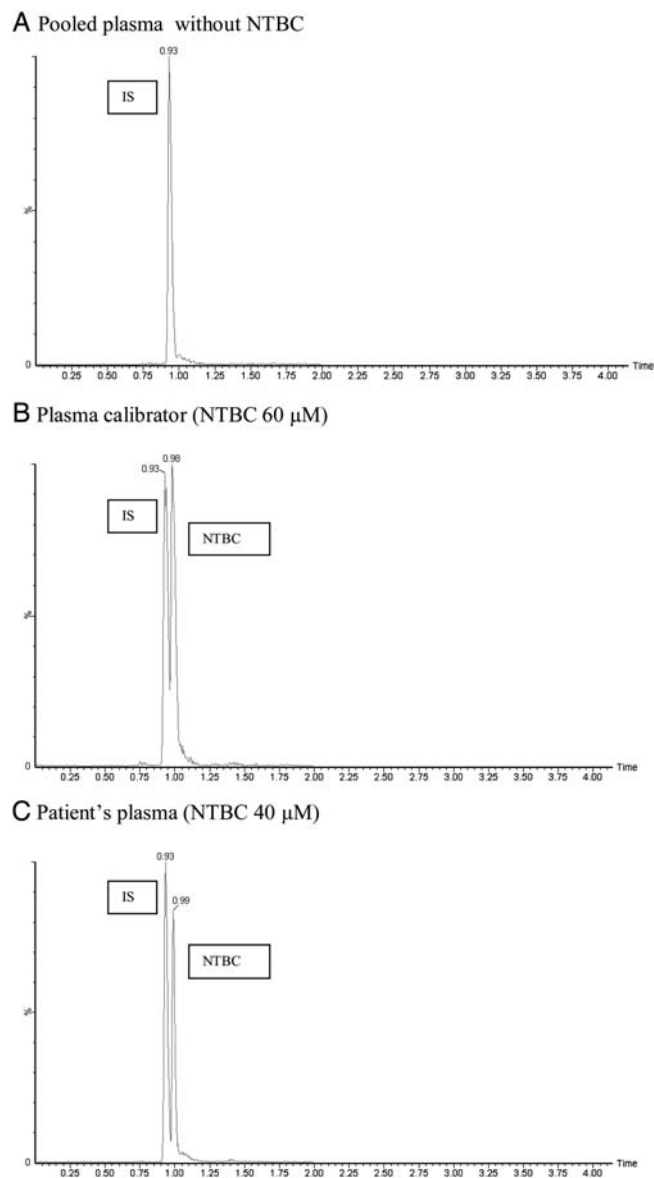 A Pooled plasma without NTBC
0.93
IS
%
0
0.25 0.50 0.75 1.00 1.25 1.50 1.75 2.00 2.25 2.50 2.75 3.00 3.25 3.50 3.75 4.00 Time
B Plasma calibrator (NTBC 60 μM)
0.93 0.98
IS
NTBC
%
0
0.25 0.50 0.75 1.00 1.25 1.50 1.75 2.00 2.25 2.50 2.75 3.00 3.25 3.50 3.75 4.00 Time
C Patient's plasma (NTBC 40 μM)
0.93
0.99
IS
NTBC
%
0
0.25 0.50 0.75 1.00 1.25 1.50 1.75 2.00 2.25 2.50 2.75 3.00 3.25 3.50 3.75 4.00 Time